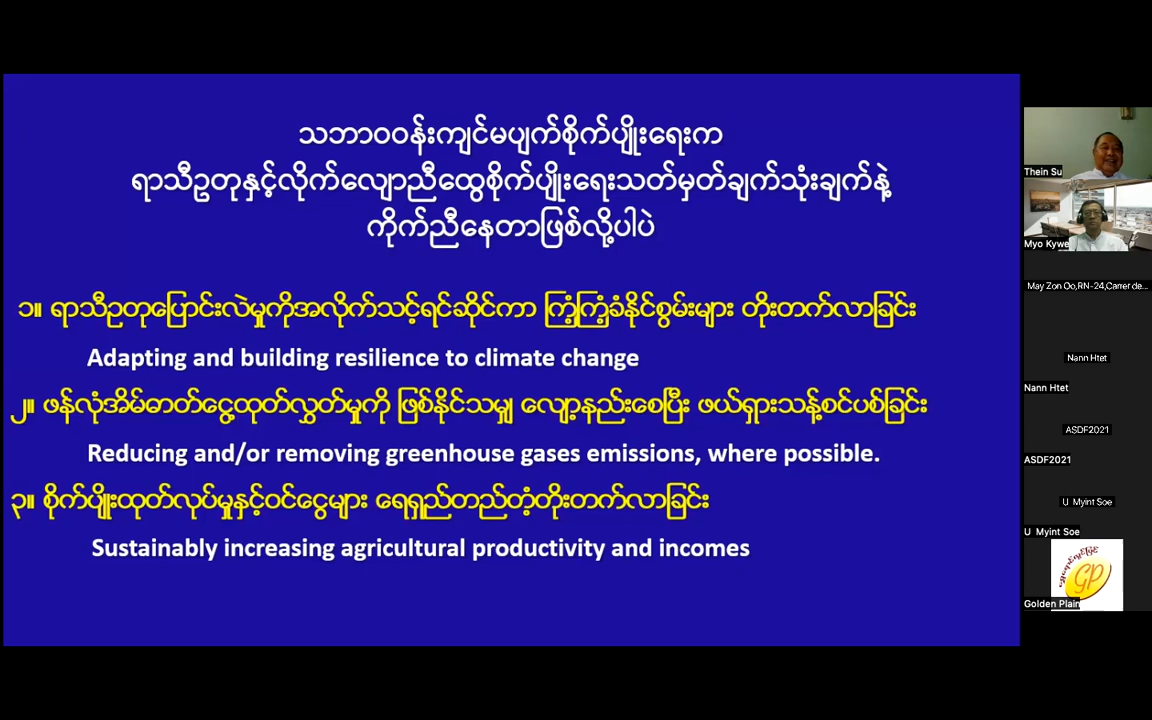 သဘာဝဝန်းကျင်မပျက်စိုက်ပျိုးရေးက
ရာသီဥတုနှင့်လိုက်လျောညီထွေစိုက်ပျိုးရေးသတ်မှတ်ချက်သုံးချက်နဲ့
ကိုက်ညီနေတာဖြစ်လို့ပါပဲ
၁။ ရာသီဥတုပြောင်းလဲမှုကိုအလိုက်သင့်ရင်ဆိုင်ကာ ကြံ့ကြံ့ခံနိုင်စွမ်းများ တိုးတက်လာခြင်း
Adapting and building resilience to climate change
၂။ ဖန်လုံအိမ်ဓာတ်ငွေ့ထုတ်လွှတ်မှုကို ဖြစ်နိုင်သမျှ လျော့နည်းစေပြီး ဖယ်ရှားသန့်စင်ပစ်ခြင်း
Reducing and/or removing greenhouse gases emissions, where possible.
၃။ စိုက်ပျိုးထုတ်လုပ်မှုနှင့်ဝင်ငွေများ ရေရှည်တည်တံ့တိုးတက်လာခြင်း
Sustainably increasing agricultural productivity and incomes
Thein Su
Myo Kywe
May Zon Oo,RN-24,Carrer de...
Nann Htet
Nann Htet
ASDF2021
ASDF2021
U Myint Soe
U Myint Soe
GP
Golden Plain